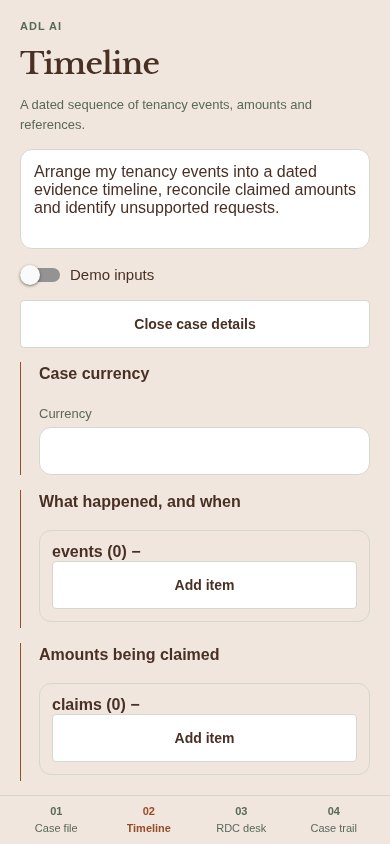 ADL AI
Timeline
A dated sequence of tenancy events, amounts and
references.
Arrange my tenancy events into a dated
evidence timeline, reconcile claimed amounts
and identify unsupported requests.
Demo inputs
Close case details
Case currency
Currency
What happened, and when
events (0) –
Add item
Amounts being claimed
claims (0) –
Add item
01 02 03 04
Case file Timeline RDC desk Case trail